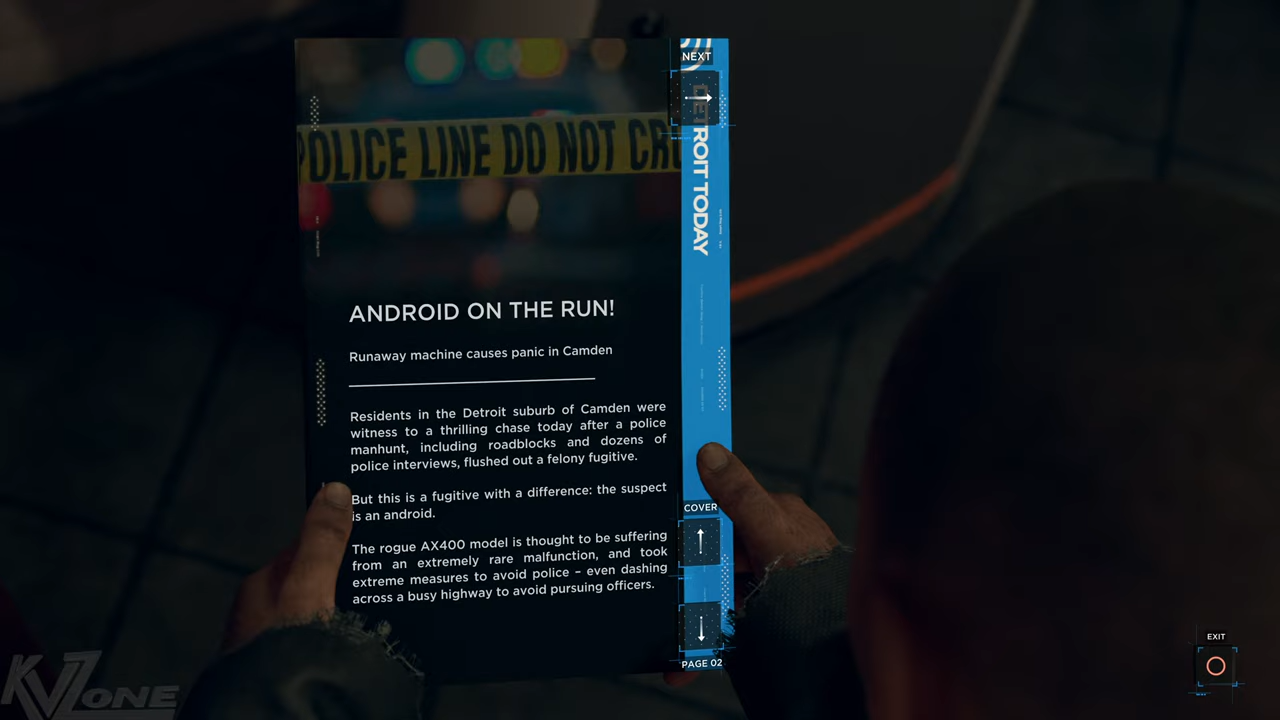 NEXT
POLICE LINE DO NOT CR
DETROIT TODAY
ANDROID ON THE RUN!
Runaway machine causes panic in Camden
Residents in the Detroit suburb of Camden were
witness to a thrilling chase today after a police
manhunt, including roadblocks and dozens of
police interviews, flushed out a felony fugitive.
But this is a fugitive with a difference: the suspect
is an android.
The rogue AX400 model is thought to be suffering
from an extremely rare malfunction, and took
extreme measures to avoid police – even dashing
across a busy highway to avoid pursuing officers.
COVER
PAGE 02
EXIT
KVZONE